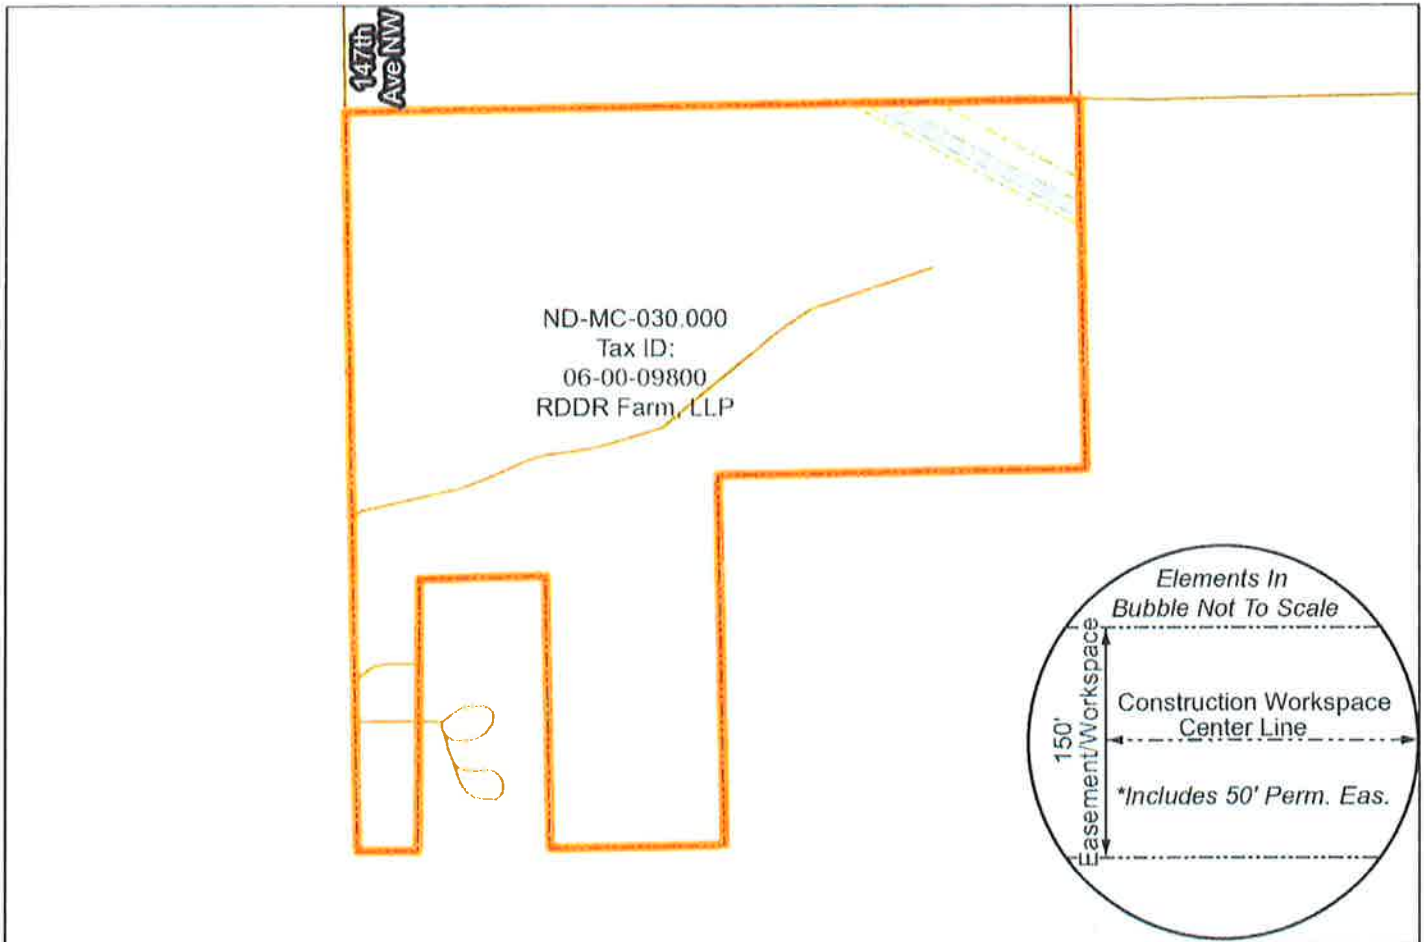 147th
Ave NW
ND-MC-030.000
Tax ID:
06-00-09800
RDDR Farm, LLP
Elements In
Bubble Not To Scale
150'
Easement/Workspace
Construction Workspace
Center Line
*Includes 50' Perm. Eas.